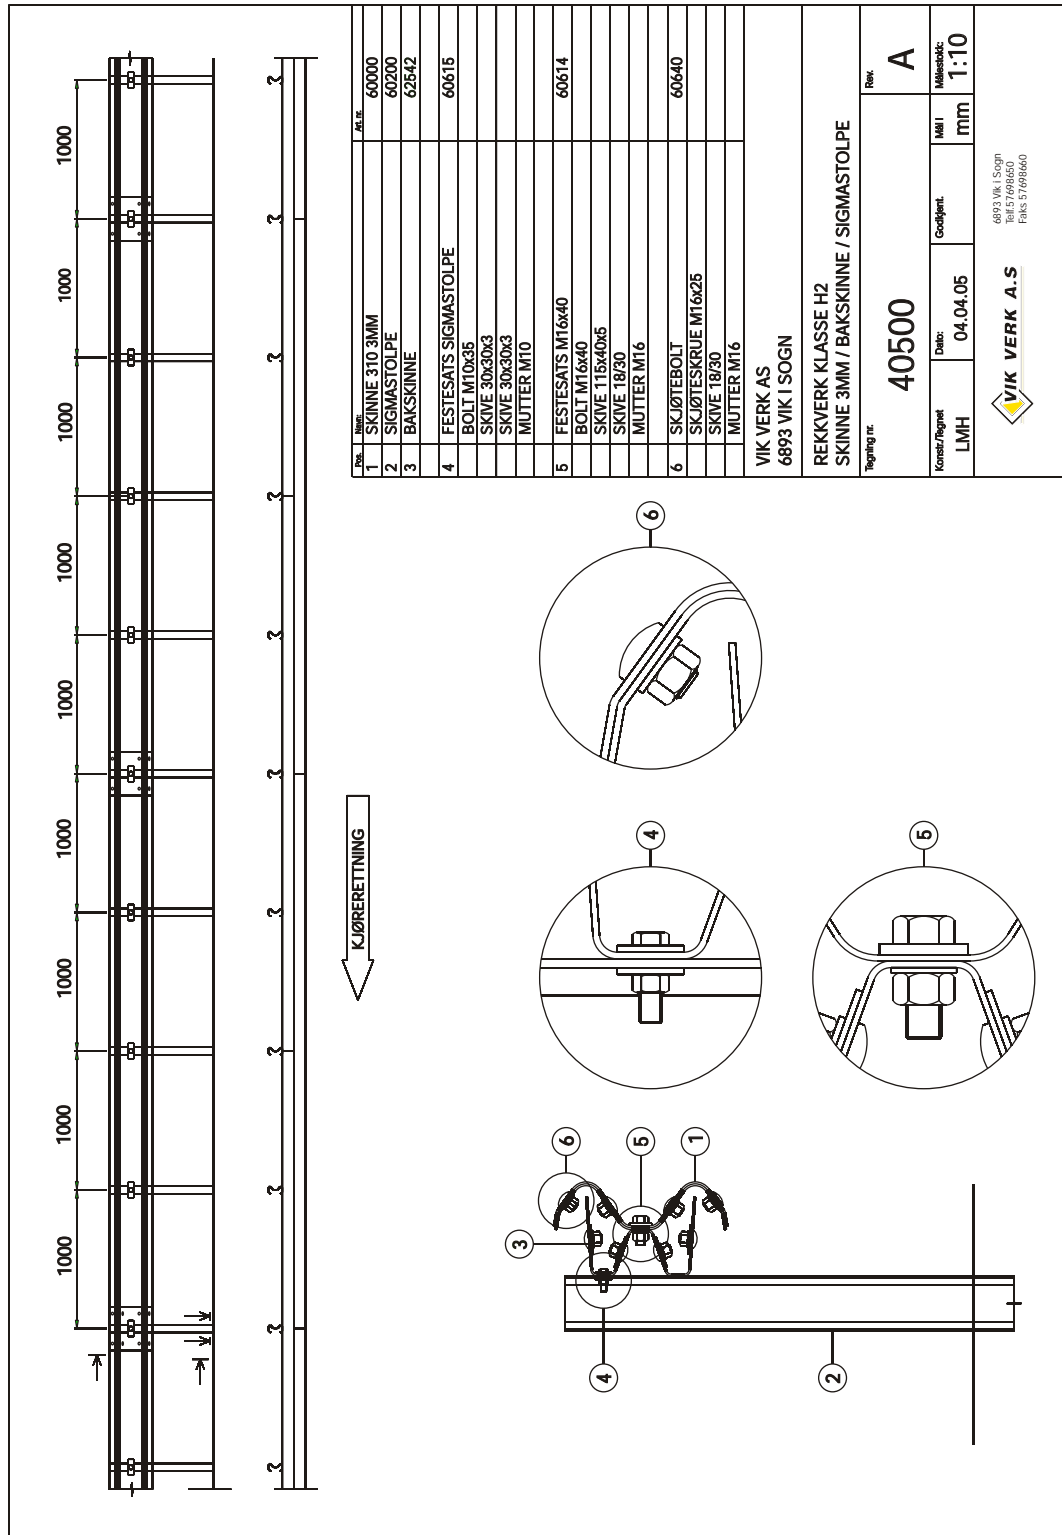 1000 1000 1000 1000 1000 1000 1000 1000 1000
KJØRERETTNING
6
4
5
6
5
1
3
4
2
Pos. Navn: Art. nr.
1 SKINNE 310 3MM 60000
2 SIGMASTOLPE 60200
3 BAKSKINNE 62542
4 FESTESATS SIGMASTOLPE 60615
BOLT M10x35
SKIVE 30x30x3
SKIVE 30x30x3
MUTTER M10
5 FESTESATS M16x40 60614
BOLT M16x40
SKIVE 115x40x5
SKIVE 18/30
MUTTER M16
6 SKJØTEBOLT 60640
SKJØTESKRUE M16x25
SKIVE 18/30
MUTTER M16
VIK VERK AS
6893 VIK I SOGN
REKKVERK KLASSE H2
SKINNE 3MM / BAKSKINNE / SIGMASTOLPE
Tegning nr. Rev.
40500 A
Konstr./Tegnet Dato: Godkjent. Mål i Målestokk:
LMH 04.04.05 mm 1:10
VIK VERK A.S
6893 Vik i Sogn
Telf.57698650
Faks 57698660